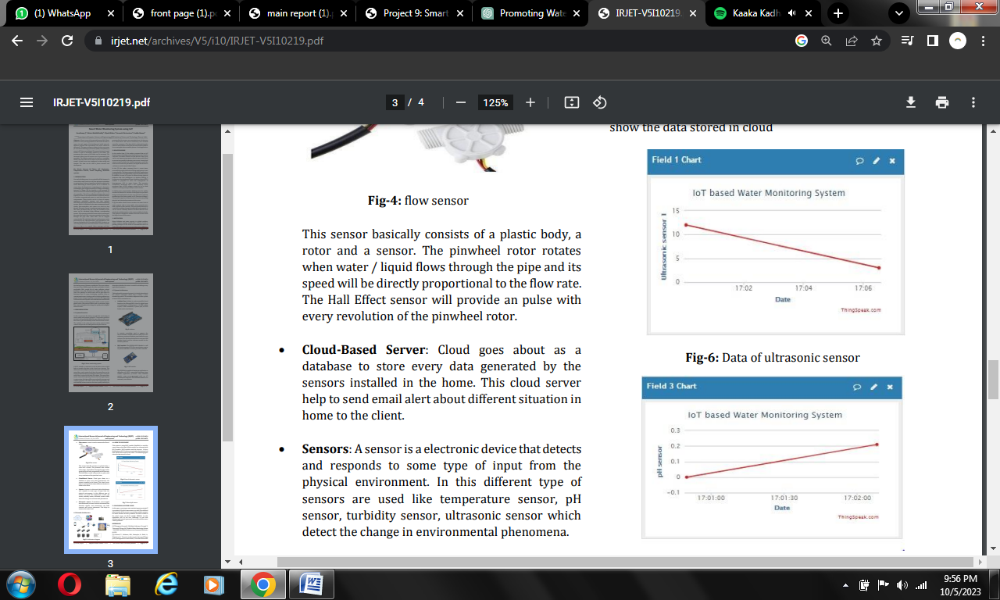 (1) WhatsApp
front page (1).p
main report (1).
Project 9: Smart
Promoting Wate
IRJET-V5I10219.
Kaaka Kadh
irjet.net/archives/V5/i10/IRJET-V5I10219.pdf
IRJET-V5I10219.pdf
3 / 4
125%
1
2
3
Fig-4: flow sensor
This sensor basically consists of a plastic body, a
rotor and a sensor. The pinwheel rotor rotates
when water / liquid flows through the pipe and its
speed will be directly proportional to the flow rate.
The Hall Effect sensor will provide an pulse with
every revolution of the pinwheel rotor.
• Cloud-Based Server: Cloud goes about as a
database to store every data generated by the
sensors installed in the home. This cloud server
help to send email alert about different situation in
home to the client.
• Sensors: A sensor is a electronic device that detects
and responds to some type of input from the
physical environment. In this different type of
sensors are used like temperature sensor, pH
sensor, turbidity sensor, utrasonic sensor which
detect the change in environmental phenomena.
show the data stored in cloud
Field 1 Chart
IoT based Water Monitoring System
Ultrasonic sensor 1
15
10
5
0
17:02 17:04 17:06
Date
ThingSpeak.com
Fig-6: Data of ultrasonic sensor
Field 3 Chart
IoT based Water Monitoring System
pH sensor
0.3
0.2
0.1
0
-0.1
17:01:00 17:01:30 17:02:00
Date
ThingSpeak.com
9:56 PM
10/5/2023